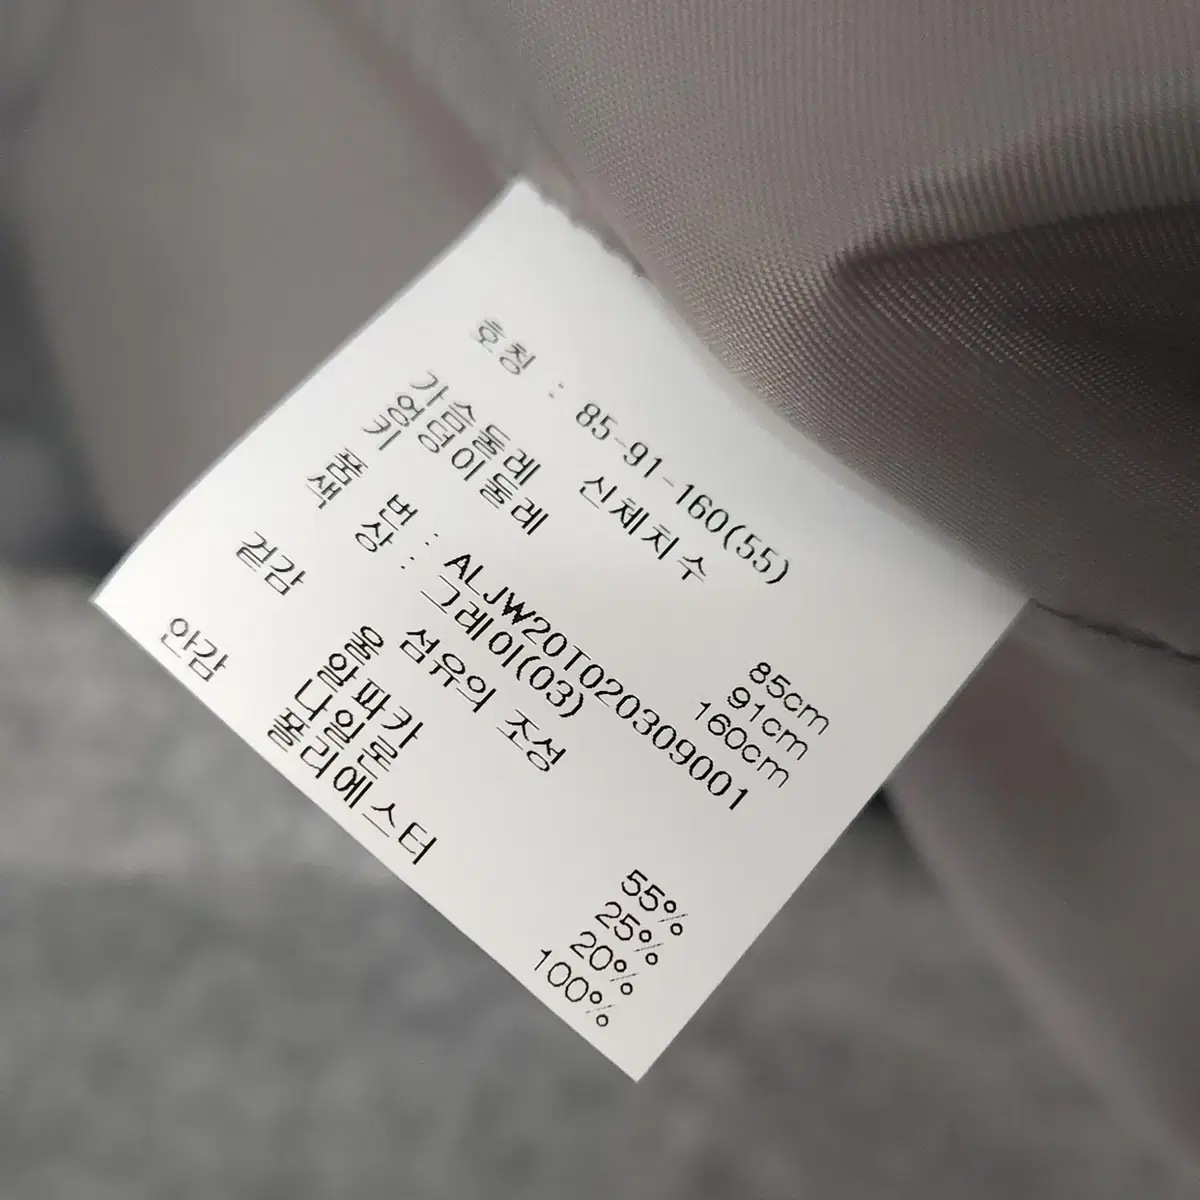 호칭 : 85-91-160(55)
신체치수
가슴둘레 85cm
엉덩이둘레 91cm
키 160cm
품 번 : ALJW20T020309001
색 상 : 그레이(03)
섬유의 조성
겉감 울 55%
알파카 25%
나일론 20%
안감 폴리에스터 100%